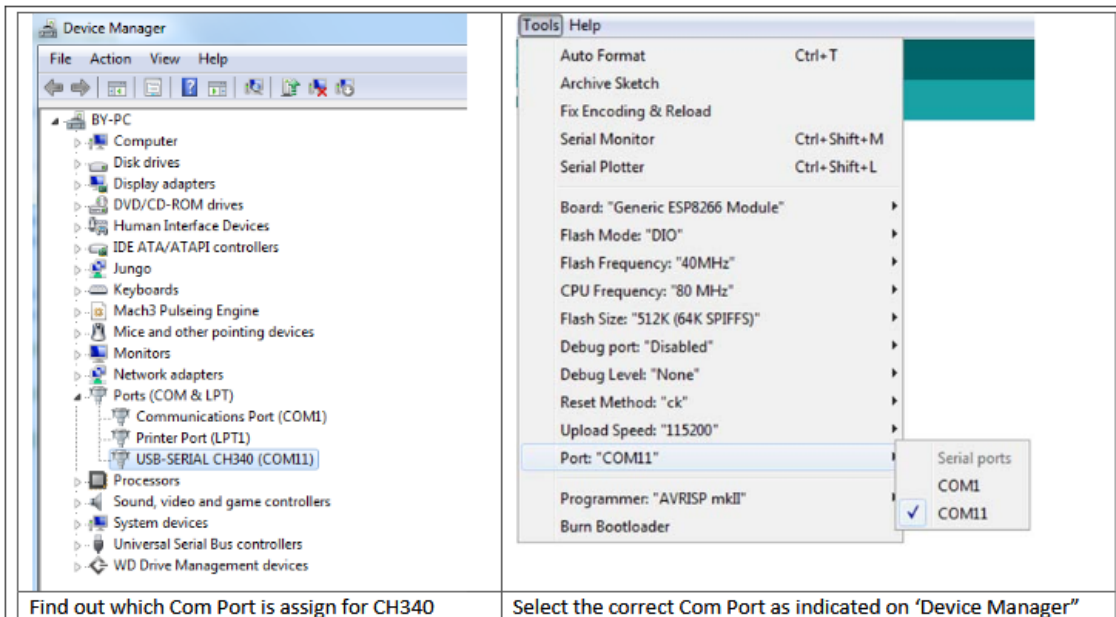 Device Manager
File Action View Help
BY-PC
Computer
Disk drives
Display adapters
DVD/CD-ROM drives
Human Interface Devices
IDE ATA/ATAPI controllers
Jungo
Keyboards
Mach3 Pulseing Engine
Mice and other pointing devices
Monitors
Network adapters
Ports (COM & LPT)
Communications Port (COM1)
Printer Port (LPT1)
USB-SERIAL CH340 (COM11)
Processors
Sound, video and game controllers
System devices
Universal Serial Bus controllers
WD Drive Management devices
Find out which Com Port is assign for CH340
Tools Help
Auto Format Ctrl+T
Archive Sketch
Fix Encoding & Reload
Serial Monitor Ctrl+Shift+M
Serial Plotter Ctrl+Shift+L
Board: "Generic ESP8266 Module"
Flash Mode: "DIO"
Flash Frequency: "40MHz"
CPU Frequency: "80 MHz"
Flash Size: "512K (64K SPIFFS)"
Debug port: "Disabled"
Debug Level: "None"
Reset Method: "ck"
Upload Speed: "115200"
Port: "COM11"
Serial ports
COM1
COM11
Programmer: "AVRISP mkII"
Burn Bootloader
Select the correct Com Port as indicated on ‘Device Manager”